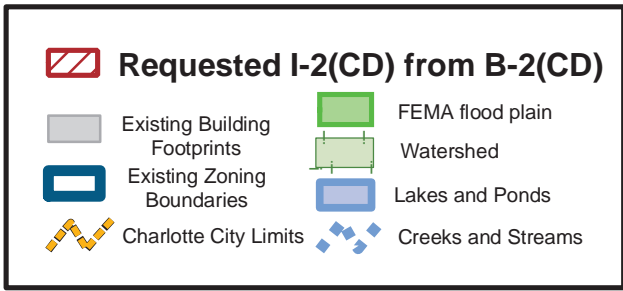 Requested I-2(CD) from B-2(CD)
Existing Building
Footprints
Existing Zoning
Boundaries
Charlotte City Limits
FEMA flood plain
Watershed
Lakes and Ponds
Creeks and Streams